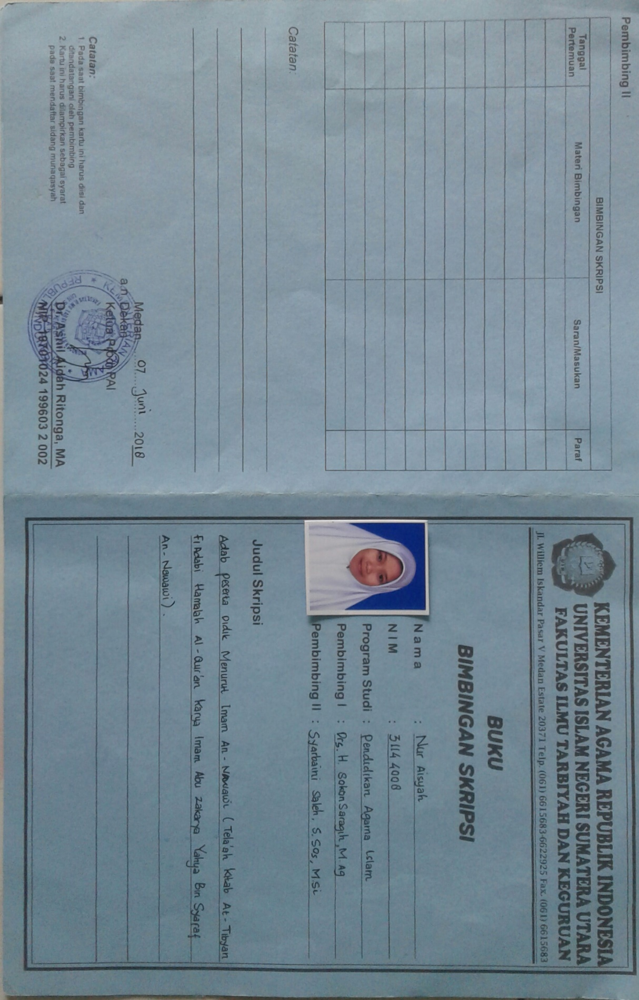 Pembimbing II
BIMBINGAN SKRIPSI
Tanggal Pertemuan Materi Bimbingan Saran/Masukan Paraf
Catatan:
Medan, 07 Juni 2018
a.n Dekan
Ketua Prodi PAI
Dr. Asnil Aidah Ritonga, MA
NIP. 19701024 199603 2 002
Catatan:
1. Pada saat bimbingan kartu ini harus diisi dan
ditandatangani oleh pembimbing
2. Kartu ini harus dilampirkan sebagai syarat
pada saat mendaftar sidang munaqasyah
KEMENTERIAN AGAMA REPUBLIK INDONESIA
UNIVERSITAS ISLAM NEGERI SUMATERA UTARA
FAKULTAS ILMU TARBIYAH DAN KEGURUAN
Jl. Williem Iskandar Pasar V Medan Estate 20371 Telp. (061) 6615683-6622925 Fax. (061) 6615683
BUKU
BIMBINGAN SKRIPSI
Nama : Nur Aisyah
NIM : 31144008
Program Studi : Pendidikan Agama Islam
Pembimbing I : Drs. H. Sokon Saragih, M.Ag
Pembimbing II : Syarbaini Saleh, S.Sos, M.Si
Judul Skripsi
Adab Peserta Didik Menurut Imam An-Nawawi (Tela'ah Kitab At-Tibyan
Fi Adabi Hamalah Al-Qur'an Karya Imam Abu Zakarya Yahya Bin Syaraf
An-Nawawi).